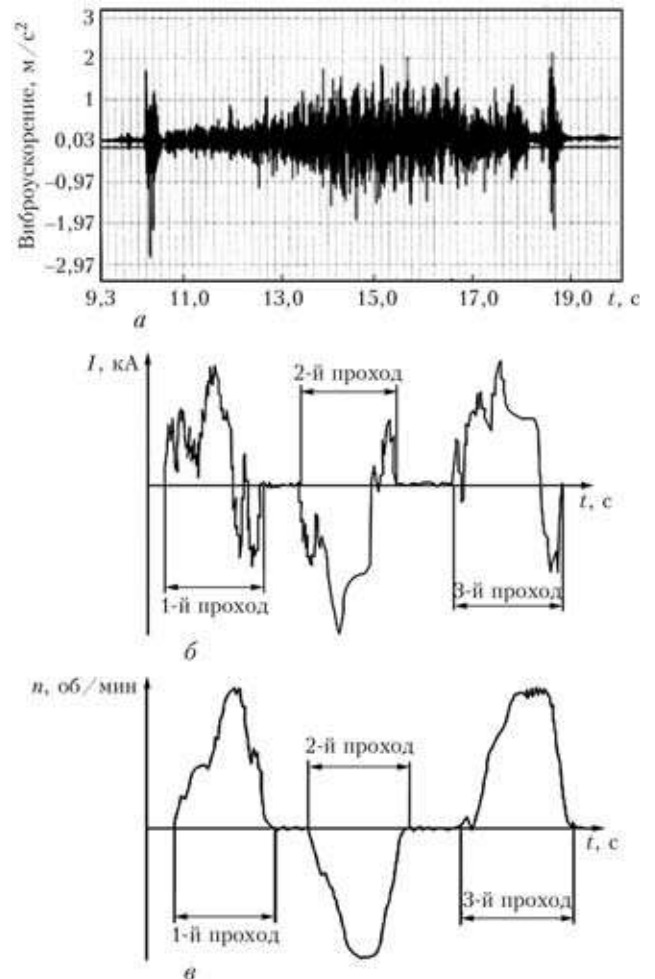 Виброускорение, м/с²
3
2
1
0,03
–0,97
–1,97
–2,97
9,3 11,0 13,0 15,0 17,0 19,0 t, с
а
I, кА
2-й проход
t, с
1-й проход
3-й проход
б
n, об/мин
2-й проход
t, с
1-й проход
3-й проход
в